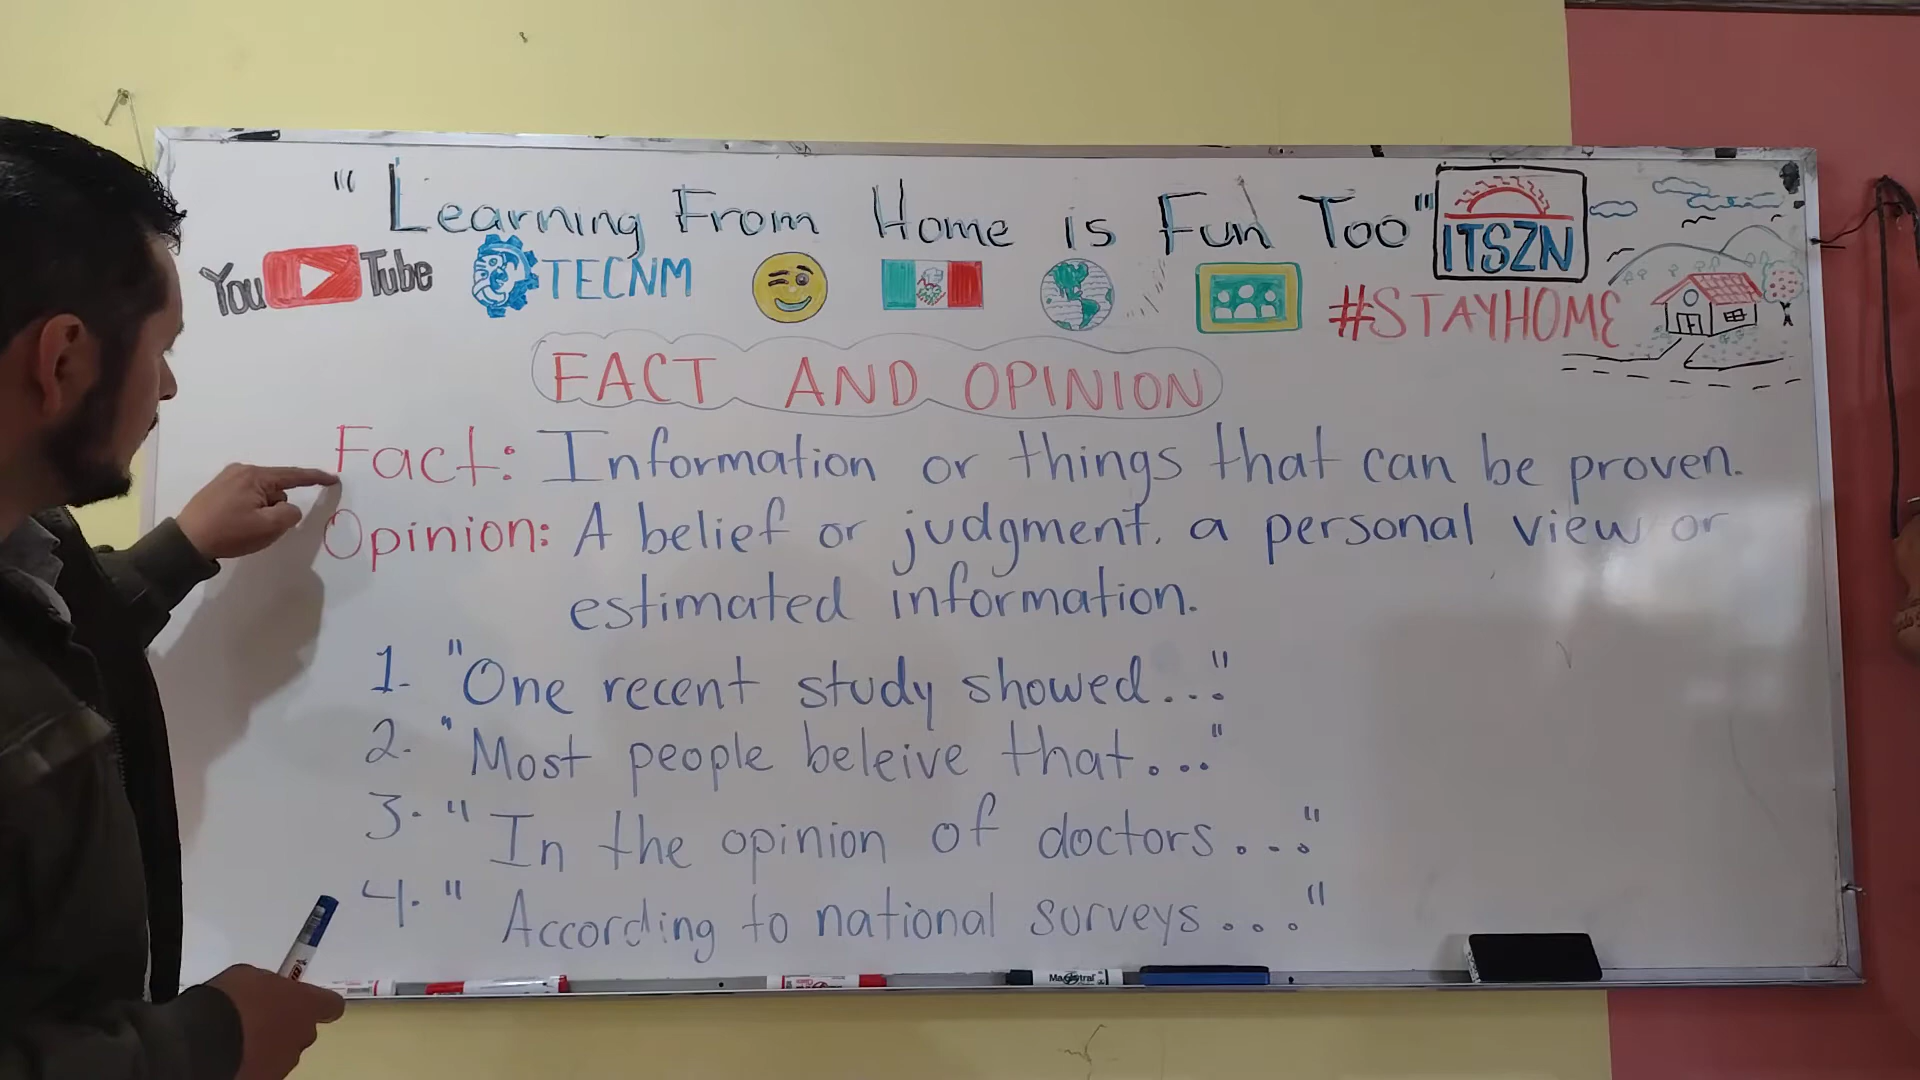 "Learning From Home is Fun Too"
ITSZN
YouTube
TECNM
#STAYHOME
FACT AND OPINION
Fact: Information or things that can be proven.
Opinion: A belief or judgment, a personal view or
estimated information.
1. "One recent study showed..."
2. "Most people beleive that..."
3. "In the opinion of doctors..."
4. "According to national surveys..."
Magistral